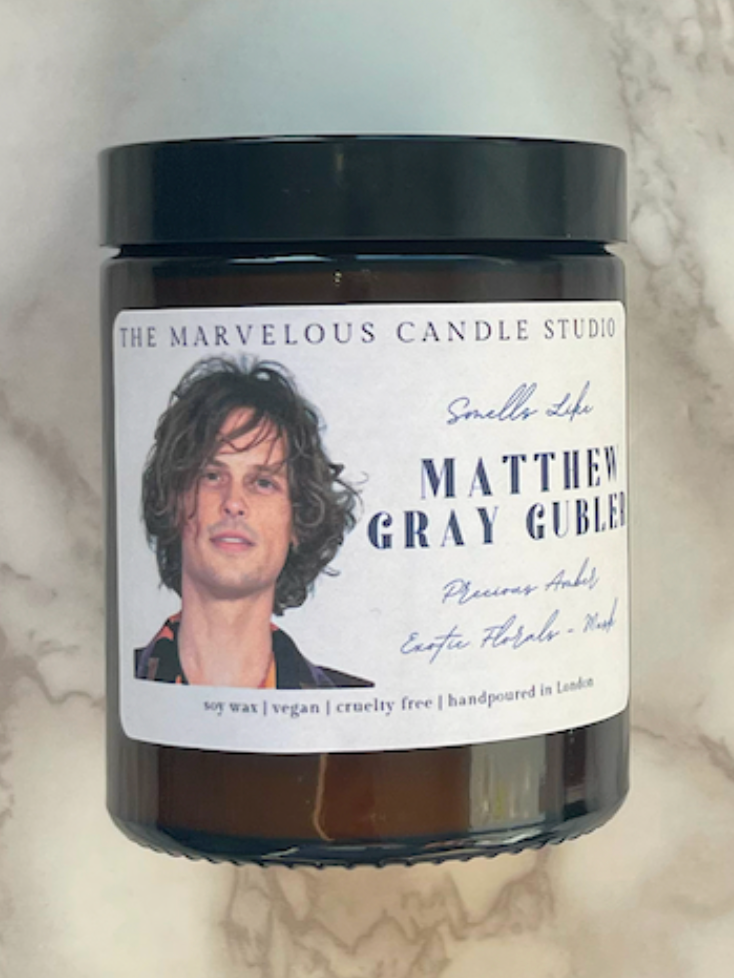 THE MARVELOUS CANDLE STUDIO
Smells Like
MATTHEW
GRAY GUBLER
Precious Amber
Exotic Florals - Musk
soy wax | vegan | cruelty free | handpoured in London